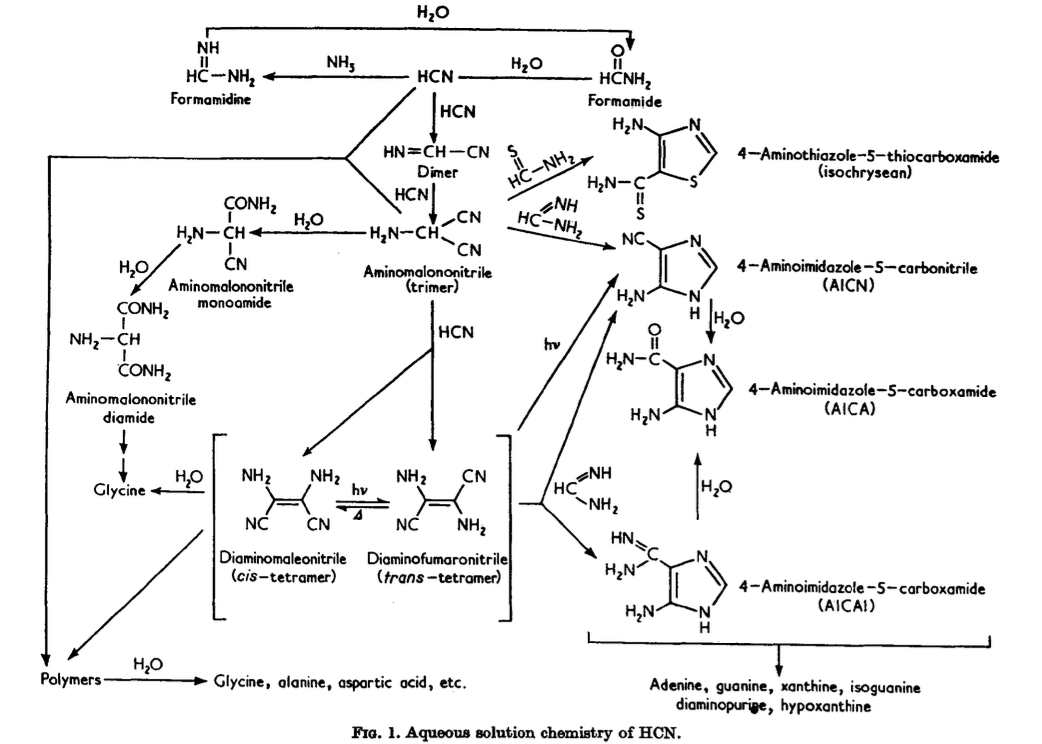 H₂O
NH
HC—NH₂
Formamidine
NH₃
HCN
H₂O
O
HCNH₂
Formamide
HCN
HN=CH—CN
Dimer
HCN
S
HC—NH₂
H₂N
N
S
H₂N—C
S
4-Aminothiazole-5-thiocarboxamide
(isochrysean)
CONH₂
H₂N—CH
CN
Aminomalononitrile
monoamide
H₂O
H₂N—CH
CN
CN
Aminomalononitrile
(trimer)
HC=NH
—NH₂
NC
N
H₂N
N
H
4-Aminoimidazole-5-carbonitrile
(AICN)
H₂O
CONH₂
NH₂—CH
CONH₂
Aminomalononitrile
diamide
HCN
hν
H₂O
O
H₂N—C
N
H₂N
N
H
4-Aminoimidazole-5-carboxamide
(AICA)
Glycine
H₂O
NH₂
NH₂
NC
CN
hν
Δ
NH₂
CN
NC
NH₂
Diaminomaleonitrile
(cis-tetramer)
Diaminofumaronitrile
(trans-tetramer)
HC=NH
NH₂
H₂O
HN
C
H₂N
N
H₂N
N
H
4-Aminoimidazole-5-carboxamide
(AICAI)
Polymers
H₂O
Glycine, alanine, aspartic acid, etc.
Adenine, guanine, xanthine, isoguanine
diaminopurine, hypoxanthine
FIG. 1. Aqueous solution chemistry of HCN.